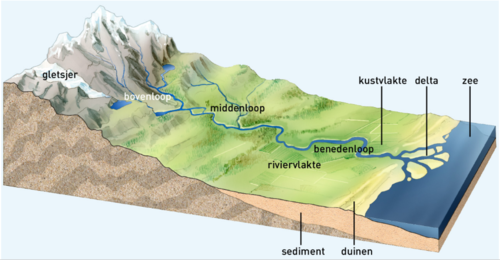 gletsjer
bovenloop
kustvlakte
delta
zee
middenloop
benedenloop
riviervlakte
sediment
duinen